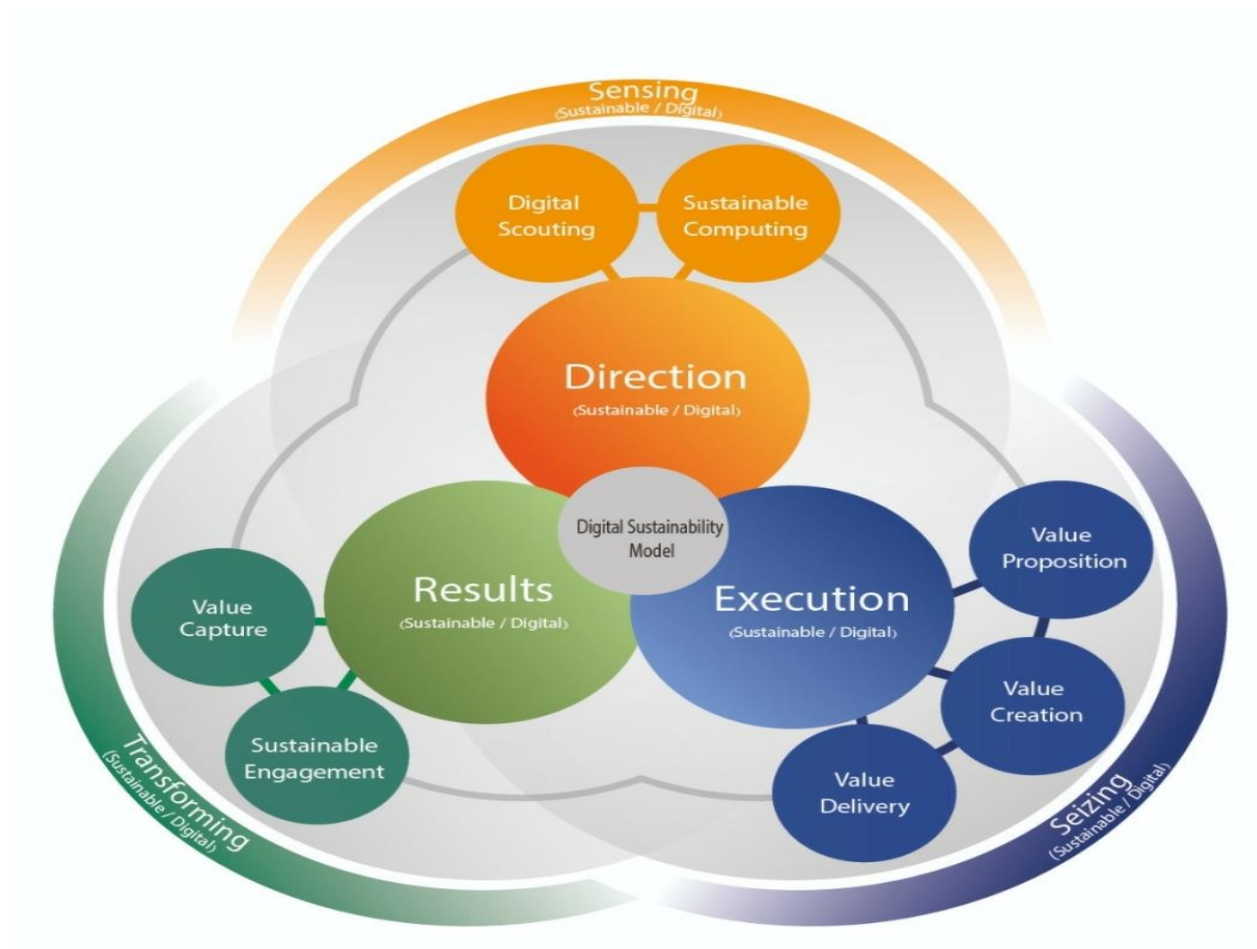 Sensing
(Sustainable / Digital)
Digital
Scouting
Sustainable
Computing
Direction
(Sustainable / Digital)
Digital Sustainability
Model
Results
(Sustainable / Digital)
Execution
(Sustainable / Digital)
Value
Proposition
Value
Creation
Value
Delivery
Value
Capture
Sustainable
Engagement
Transforming
(Sustainable / Digital)
Seizing
(Sustainable / Digital)